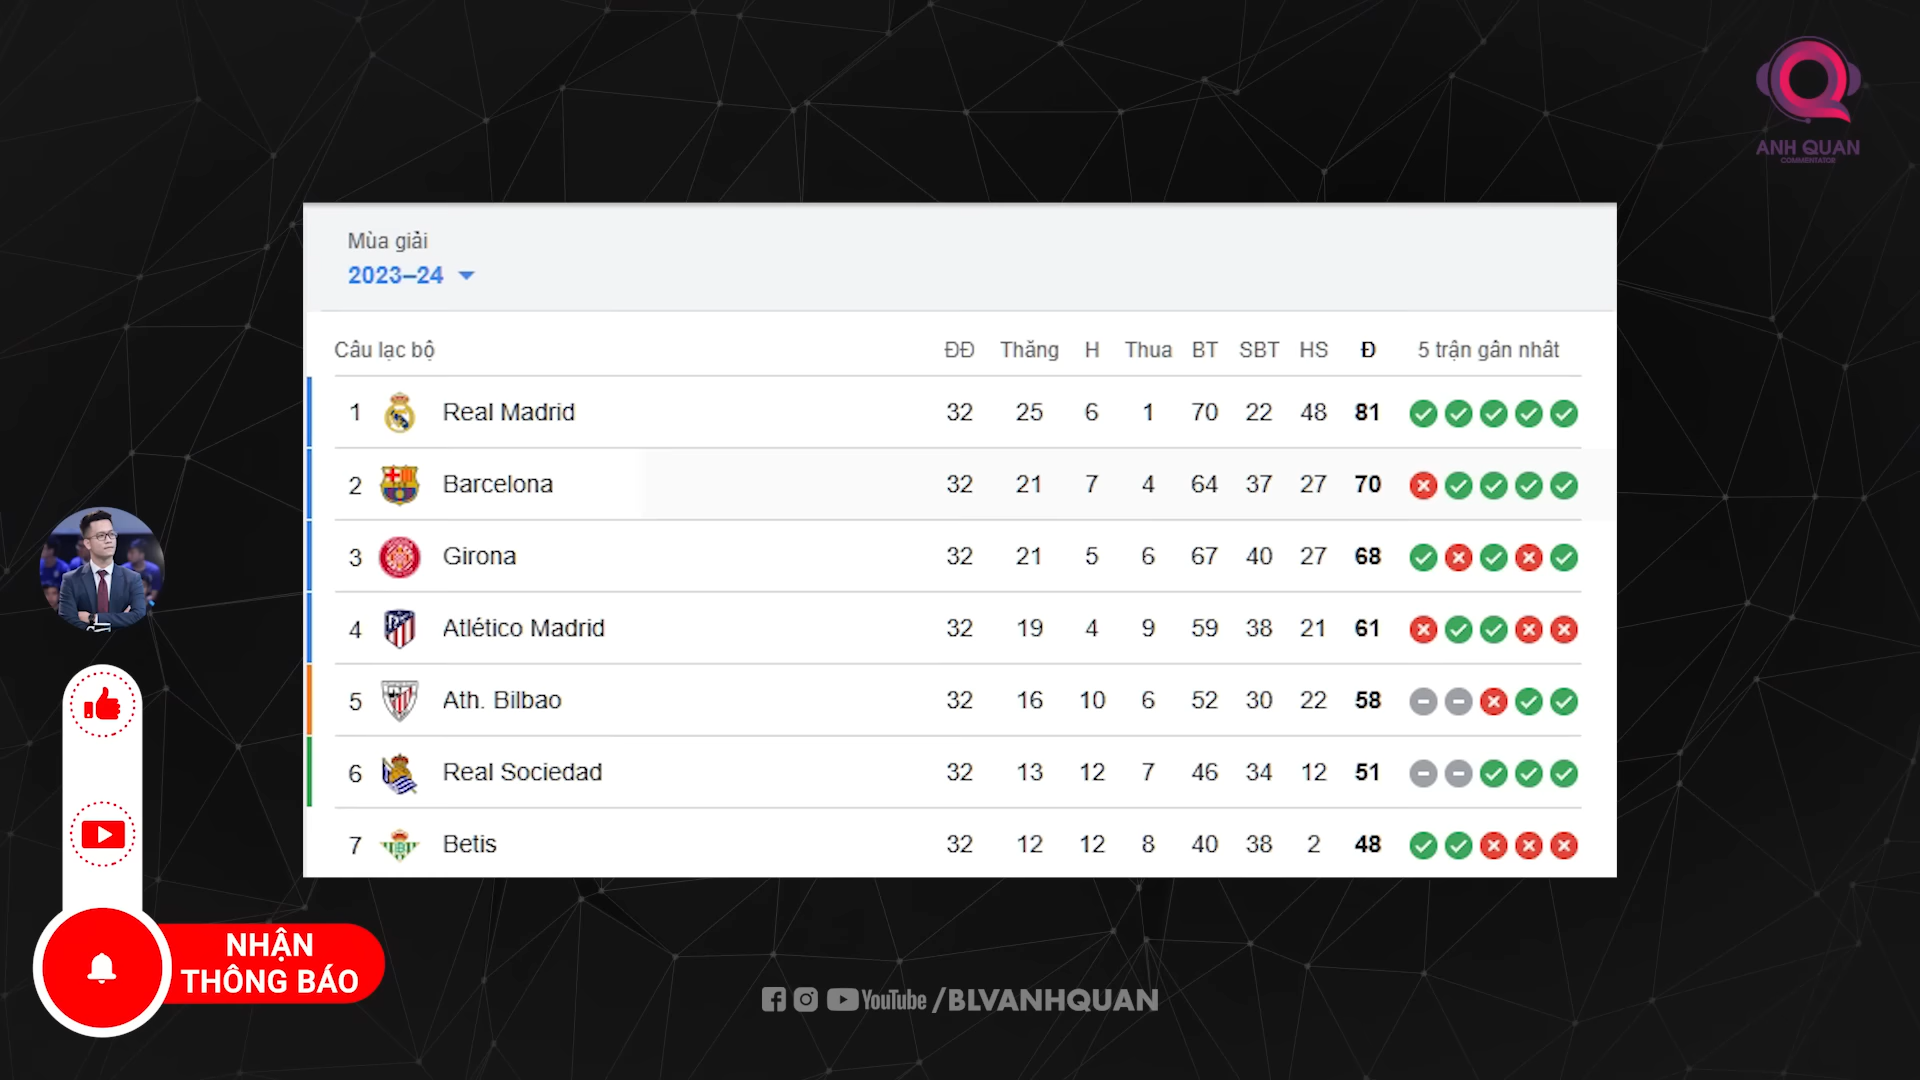 ANH QUAN
COMMENTATOR
Mùa giải
2023–24
Câu lạc bộ ĐĐ Thăng H Thua BT SBT HS Đ 5 trận gân nhât
1 Real Madrid 32 25 6 1 70 22 48 81
2 Barcelona 32 21 7 4 64 37 27 70
3 Girona 32 21 5 6 67 40 27 68
4 Atlético Madrid 32 19 4 9 59 38 21 61
5 Ath. Bilbao 32 16 10 6 52 30 22 58
6 Real Sociedad 32 13 12 7 46 34 12 51
7 Betis 32 12 12 8 40 38 2 48
NHẬN
THÔNG BÁO
YouTube /BLVANHQUAN